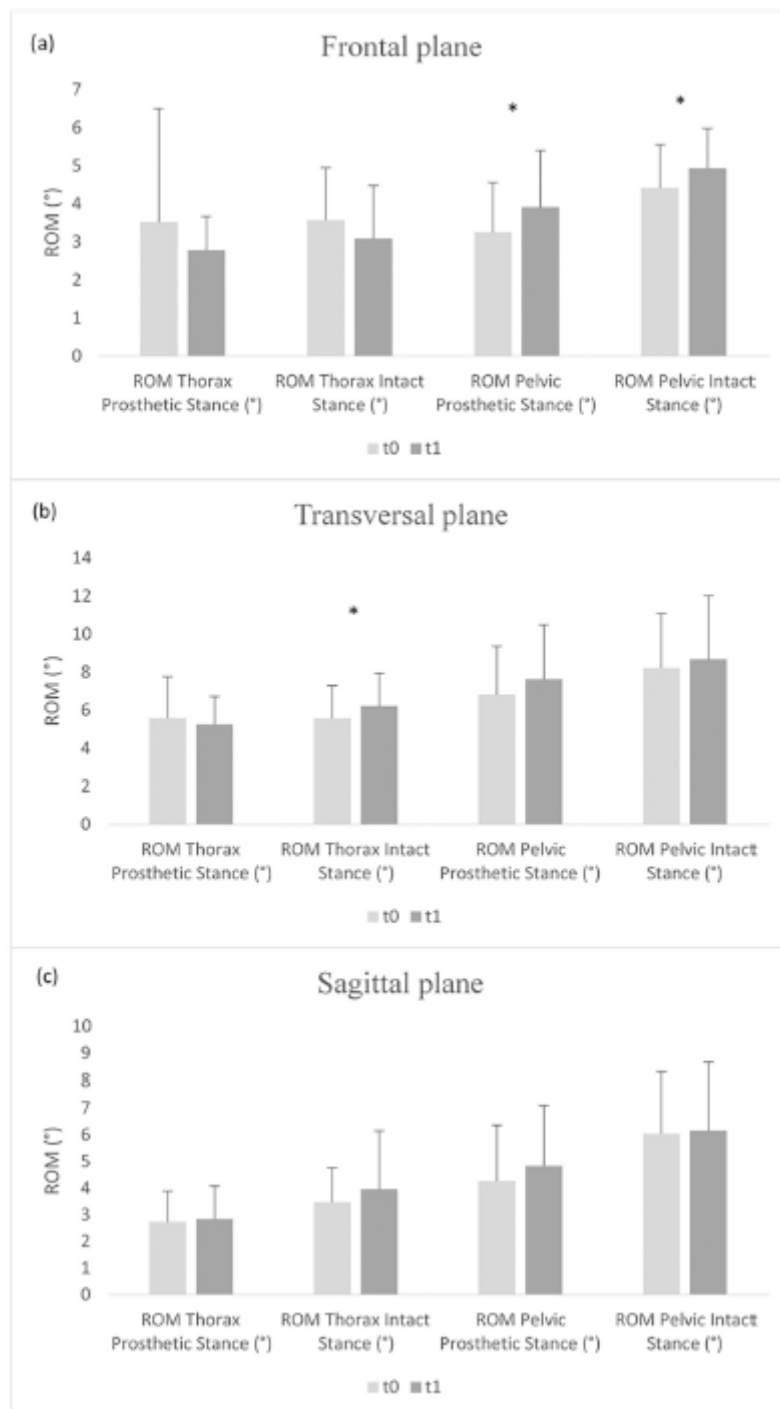 (a)
Frontal plane
7
6
5
4
3
2
1
0
ROM (°)
* *
ROM Thorax
Prosthetic Stance (°)
ROM Thorax Intact
Stance (°)
ROM Pelvic
Prosthetic Stance (°)
ROM Pelvic Intact
Stance (°)
t0 t1
(b)
Transversal plane
14
12
10
8
6
4
2
0
ROM (°)
*
ROM Thorax
Prosthetic Stance (°)
ROM Thorax Intact
Stance (°)
ROM Pelvic
Prosthetic Stance (°)
ROM Pelvic Intact
Stance (°)
t0 t1
(c)
Sagittal plane
10
9
8
7
6
5
4
3
2
1
0
ROM (°)
ROM Thorax
Prosthetic Stance (°)
ROM Thorax Intact
Stance (°)
ROM Pelvic
Prosthetic Stance (°)
ROM Pelvic Intact
Stance (°)
t0 t1